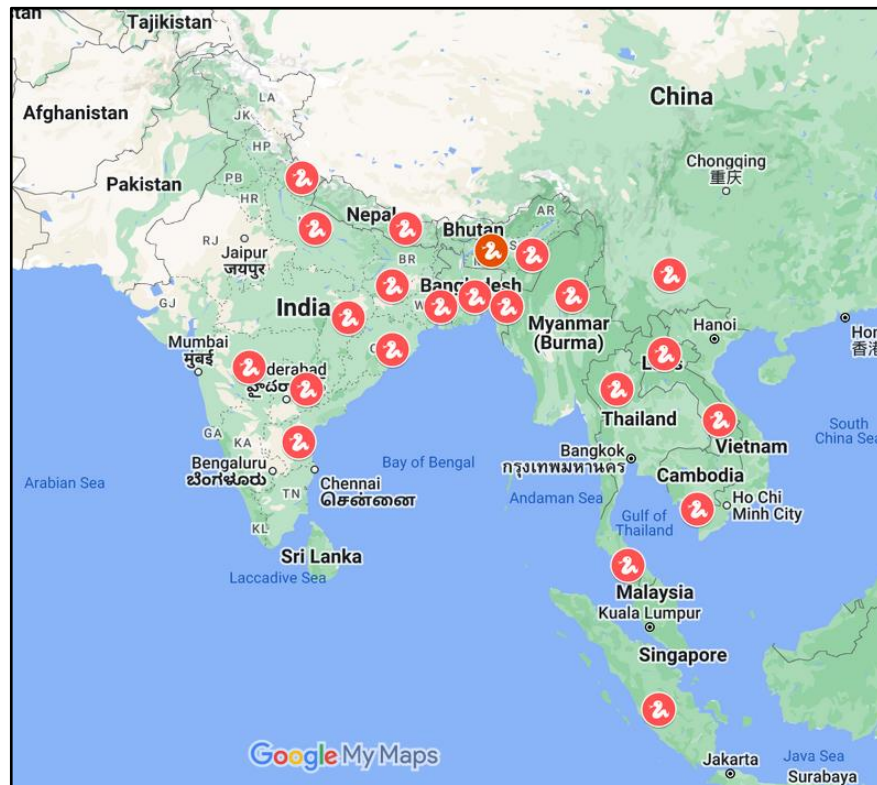 Tajikistan
Afghanistan
LA
JK
HP
China
PB
Pakistan
HR
Chongqing
重庆
Nepal
Bhutan
AR
RJ
Jaipur
जयपुर
BR
Bangladesh
India
GJ
Myanmar
(Burma)
Hanoi
Mumbai
मुंबई
Thailand
GA
KA
Vietnam
South
China Sea
Bengaluru
ಬೆಂಗಳೂರು
Chennai
சென்னை
Bay of Bengal
Bangkok
กรุงเทพมหานคร
Arabian Sea
Andaman Sea
Cambodia
Ho Chi
Minh City
Gulf of
Thailand
TN
KL
Sri Lanka
Laccadive Sea
Malaysia
Kuala Lumpur
Singapore
Google My Maps
Jakarta
Java Sea
Surabaya